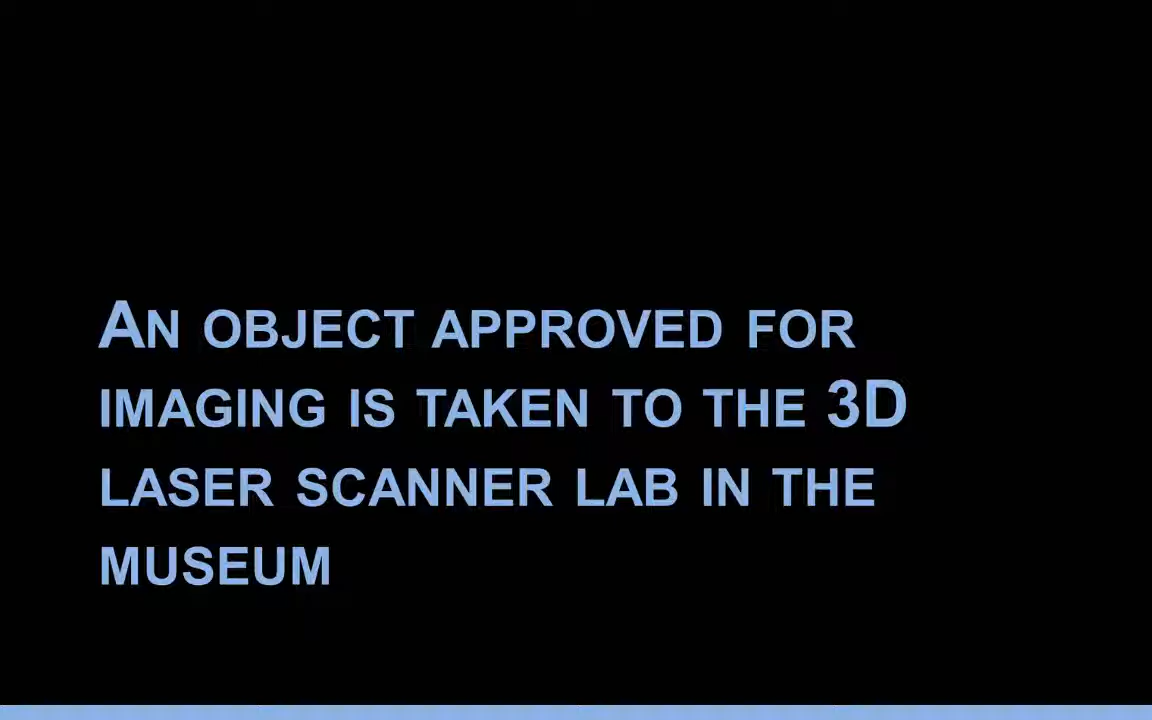 An object approved for
imaging is taken to the 3D
laser scanner lab in the
museum